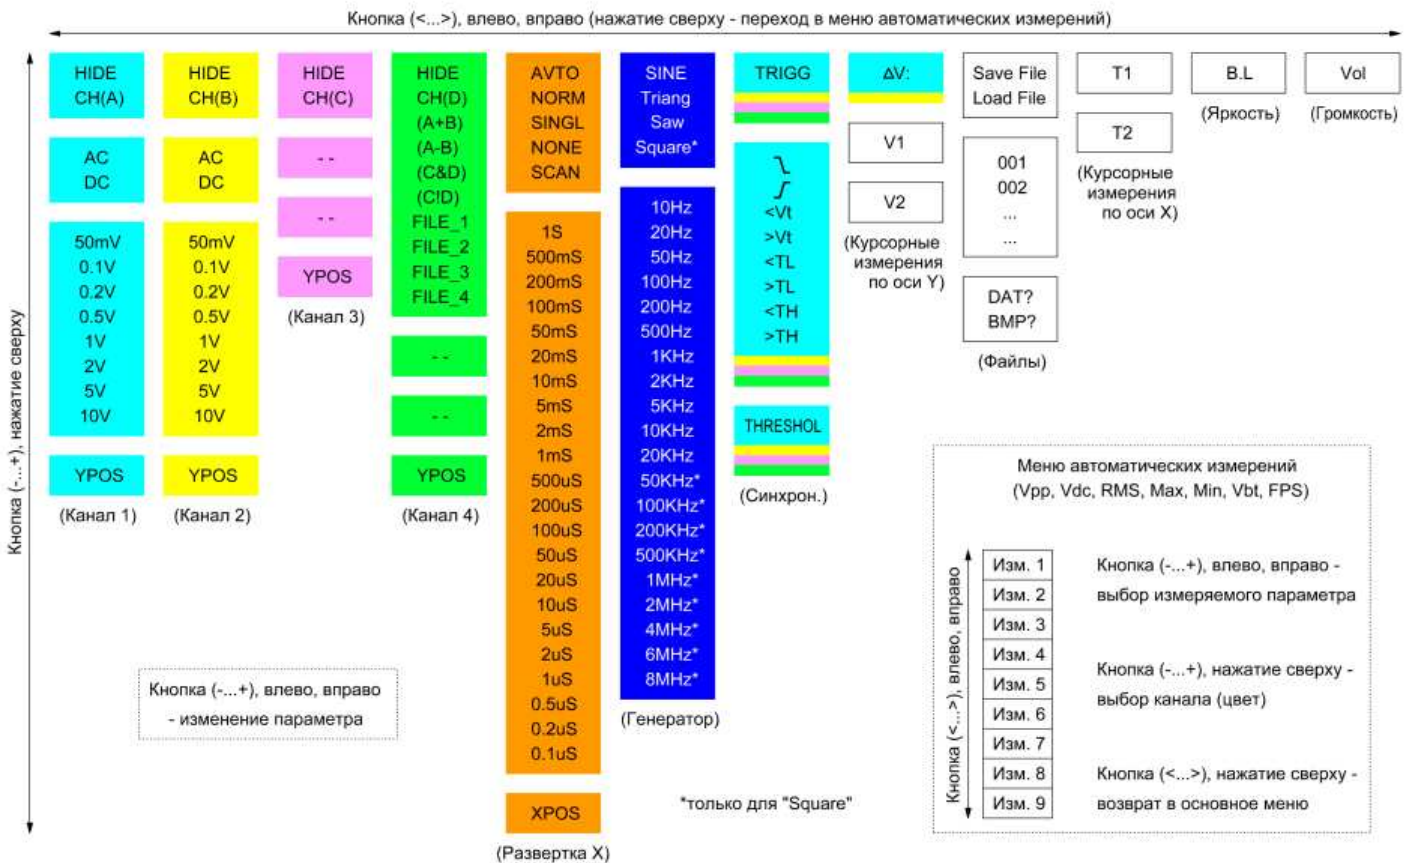 Кнопка (<...>), влево, вправо (нажатие сверху - переход в меню автоматических измерений)
Кнопка (-...+), нажатие сверху
HIDE
CH(A)
AC
DC
50mV
0.1V
0.2V
0.5V
1V
2V
5V
10V
YPOS
(Канал 1)
HIDE
CH(B)
AC
DC
50mV
0.1V
0.2V
0.5V
1V
2V
5V
10V
YPOS
(Канал 2)
HIDE
CH(C)
- -
- -
YPOS
(Канал 3)
HIDE
CH(D)
(A+B)
(A-B)
(C&D)
(C!D)
FILE_1
FILE_2
FILE_3
FILE_4
- -
- -
YPOS
(Канал 4)
AVTO
NORM
SINGL
NONE
SCAN
1S
500mS
200mS
100mS
50mS
20mS
10mS
5mS
2mS
1mS
500uS
200uS
100uS
50uS
20uS
10uS
5uS
2uS
1uS
0.5uS
0.2uS
0.1uS
XPOS
(Развертка X)
SINE
Triang
Saw
Square*
10Hz
20Hz
50Hz
100Hz
200Hz
500Hz
1KHz
2KHz
5KHz
10KHz
20KHz
50KHz*
100KHz*
200KHz*
500KHz*
1MHz*
2MHz*
4MHz*
6MHz*
8MHz*
(Генератор)
TRIGG
<Vt
>Vt
<TL
>TL
<TH
>TH
THRESHOL
(Синхрон.)
ΔV:
V1
V2
(Курсорные
измерения
по оси Y)
Save File
Load File
001
002
...
...
DAT?
BMP?
(Файлы)
T1
T2
(Курсорные
измерения
по оси X)
B.L
(Яркость)
Vol
(Громкость)
Кнопка (-...+), влево, вправо
- изменение параметра
*только для "Square"
Меню автоматических измерений
(Vpp, Vdc, RMS, Max, Min, Vbt, FPS)
Кнопка (<...>), влево, вправо
Изм. 1
Изм. 2
Изм. 3
Изм. 4
Изм. 5
Изм. 6
Изм. 7
Изм. 8
Изм. 9
Кнопка (-...+), влево, вправо -
выбор измеряемого параметра
Кнопка (-...+), нажатие сверху -
выбор канала (цвет)
Кнопка (<...>), нажатие сверху -
возврат в основное меню